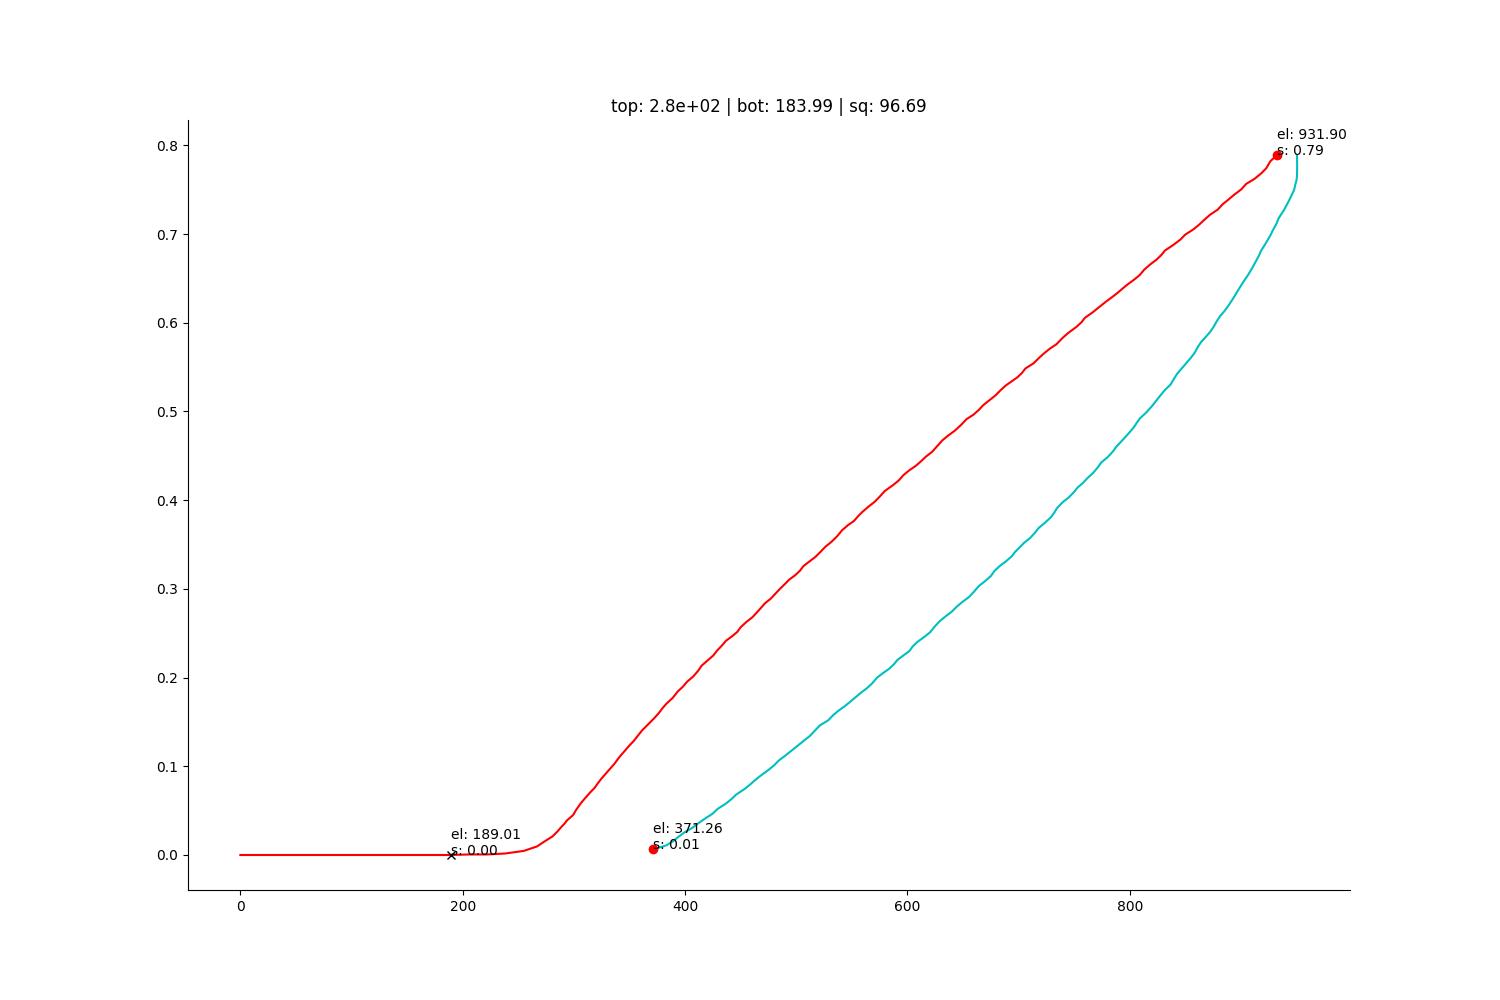 top: 2.8e+02 | bot: 183.99 | sq: 96.69
el: 931.90
s: 0.79
0.8
0.7
0.6
0.5
0.4
0.3
0.2
0.1
0.0
el: 189.01
s: 0.00
el: 371.26
s: 0.01
0
200
400
600
800